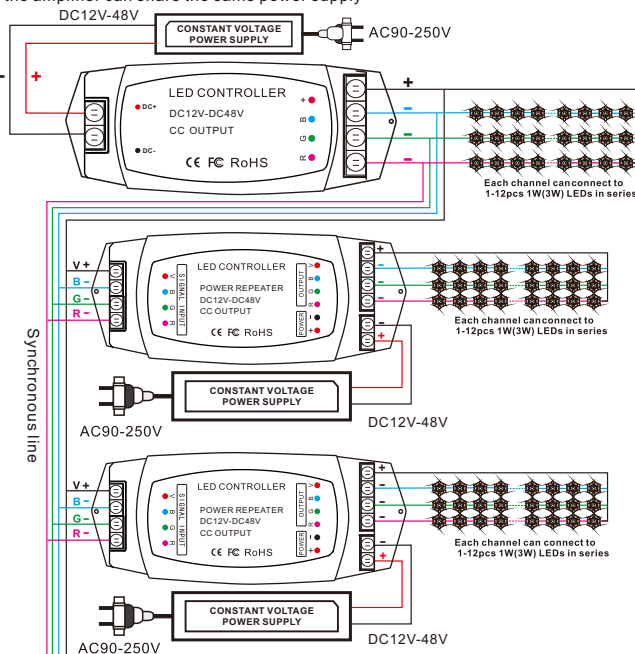 the amplifier can share the same power supply
DC12V-48V
CONSTANT VOLTAGE
POWER SUPPLY
AC90-250V
- +
LED CONTROLLER
DC+
DC12V-DC48V
CC OUTPUT
DC-
CE FC RoHS
+
B
G
R
+
-
-
-
Each channel can connect to
1-12pcs 1W(3W) LEDs in series
V+
B-
G-
R-
V
B
G
R
SIGNAL INPUT
LED CONTROLLER
POWER REPEATER
DC12V-DC48V
CC OUTPUT
CE FC RoHS
OUTPUT
POWER
V
B
G
R
-
+
+
-
-
-
-
+
Each channel can connect to
1-12pcs 1W(3W) LEDs in series
CONSTANT VOLTAGE
POWER SUPPLY
AC90-250V
DC12V-48V
Synchronous line
V+
B-
G-
R-
V
B
G
R
SIGNAL INPUT
LED CONTROLLER
POWER REPEATER
DC12V-DC48V
CC OUTPUT
CE FC RoHS
OUTPUT
POWER
V
B
G
R
-
+
+
-
-
-
-
+
Each channel can connect to
1-12pcs 1W(3W) LEDs in series
CONSTANT VOLTAGE
POWER SUPPLY
AC90-250V
DC12V-48V